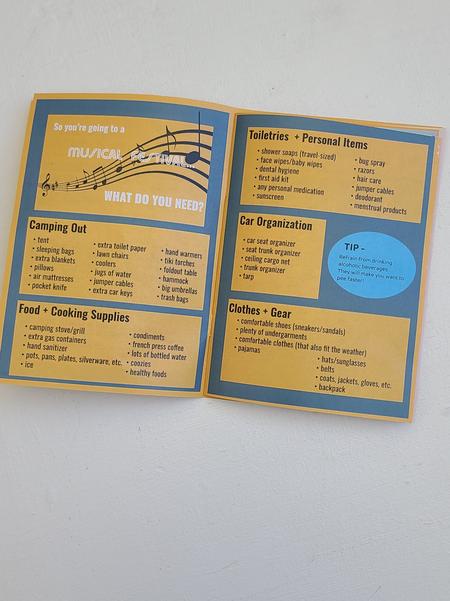 So you're going to a
MUSICAL FESTIVAL...
WHAT DO YOU NEED?
Camping Out
• tent
• sleeping bags
• extra blankets
• pillows
• air mattresses
• pocket knife
• extra toilet paper
• lawn chairs
• coolers
• jugs of water
• jumper cables
• extra car keys
• hand warmers
• tiki torches
• foldout table
• hammock
• big umbrellas
• trash bags
Food + Cooking Supplies
• camping stove/grill
• extra gas containers
• hand sanitizer
• pots, pans, plates, silverware, etc.
• ice
• condiments
• french press coffee
• lots of bottled water
• coozies
• healthy foods
Toiletries + Personal Items
• shower soaps (travel-sized)
• face wipes/baby wipes
• dental hygiene
• first aid kit
• any personal medication
• sunscreen
• bug spray
• razors
• hair care
• jumper cables
• deodorant
• menstrual products
Car Organization
• car seat organizer
• seat trunk organizer
• ceiling cargo net
• trunk organizer
• tarp
TIP -
Refrain from drinking
alcoholic beverages.
They will make you want to
pee faster!
Clothes + Gear
• comfortable shoes (sneakers/sandals)
• plenty of undergarments
• comfortable clothes (that also fit the weather)
• pajamas
• hats/sunglasses
• belts
• coats, jackets, gloves, etc.
• backpack